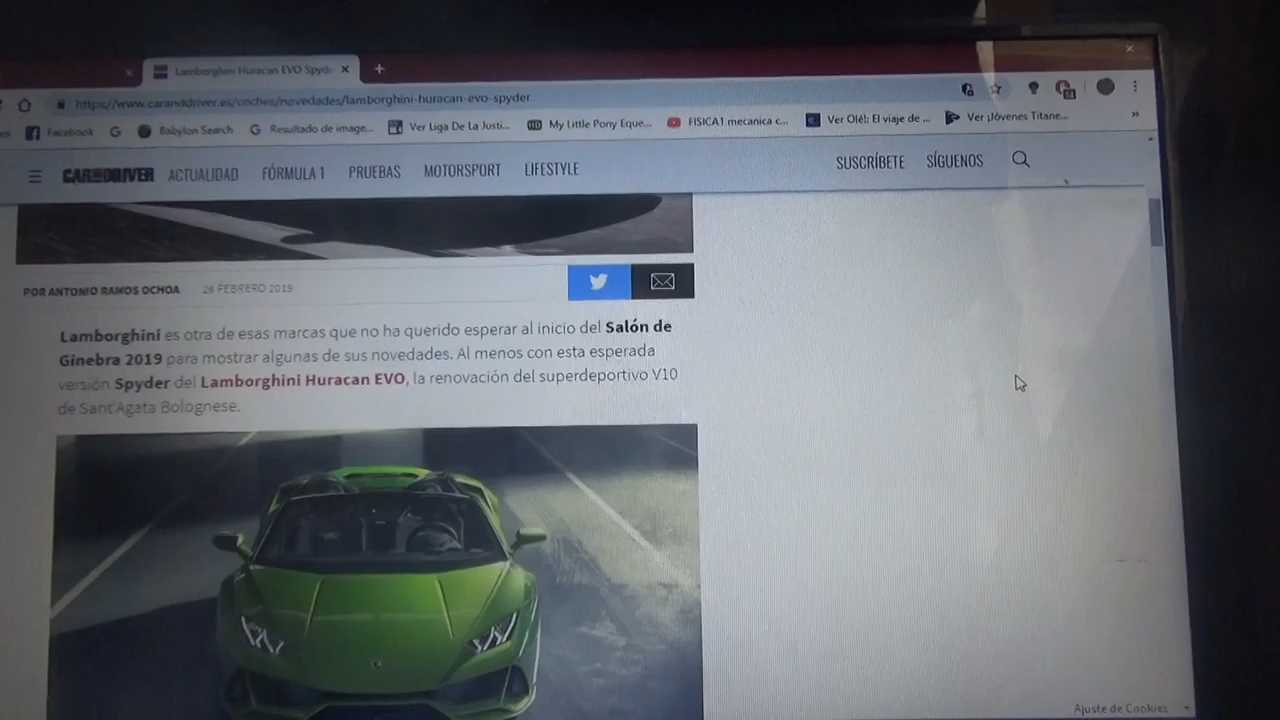 Lamborghini Huracan EVO Spyd
https://www.caranddriver.es/coches/novedades/lamborghini-huracan-evo-spyder
es Facebook G Babylon Search G Resultado de image... Ver Liga De La Justi... My Little Pony Eque... FISICA1 mecanica c... Ver Olé!: El viaje de ... Ver ¡Jóvenes Titane... »
CAR AND DRIVER ACTUALIDAD FÓRMULA 1 PRUEBAS MOTORSPORT LIFESTYLE SUSCRÍBETE SÍGUENOS
POR ANTONIO RAMOS OCHOA 26 FEBRERO 2019
Lamborghini es otra de esas marcas que no ha querido esperar al inicio del Salón de
Ginebra 2019 para mostrar algunas de sus novedades. Al menos con esta esperada
versión Spyder del Lamborghini Huracan EVO, la renovación del superdeportivo V10
de Sant'Agata Bolognese.
Ajuste de Cookies